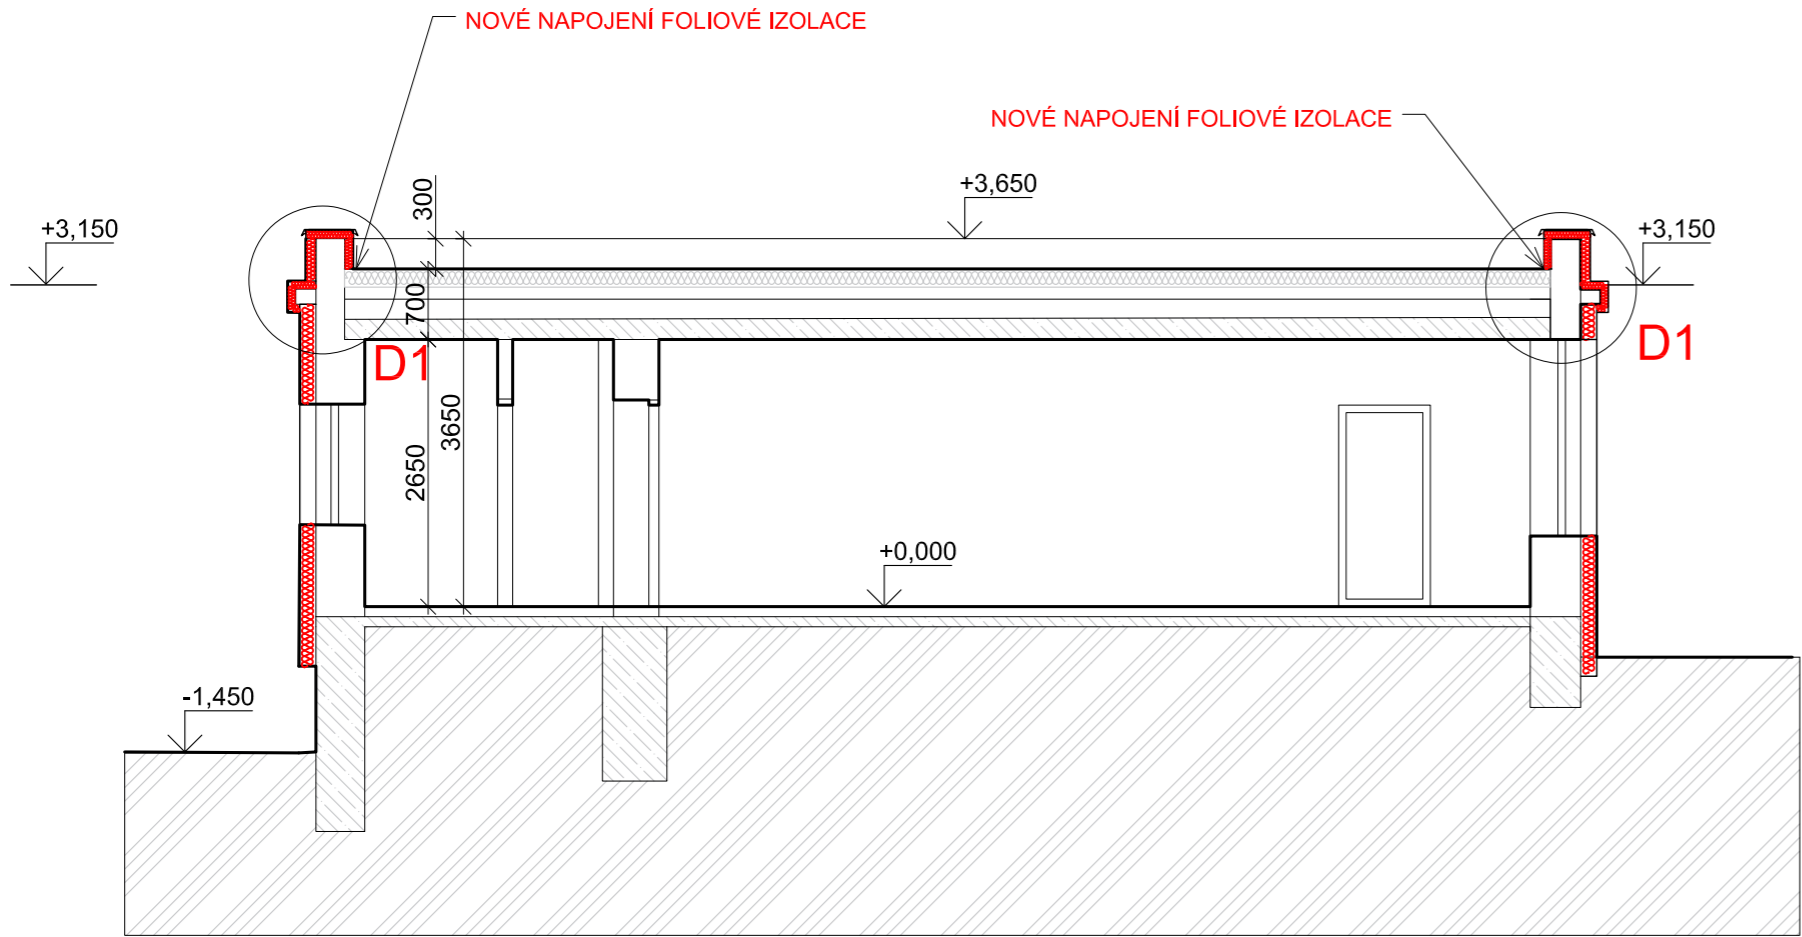 NOVÉ NAPOJENÍ FOLIOVÉ IZOLACE
NOVÉ NAPOJENÍ FOLIOVÉ IZOLACE
+3,650
300
+3,150
+3,150
700
D1
D1
3650
2650
+0,000
-1,450